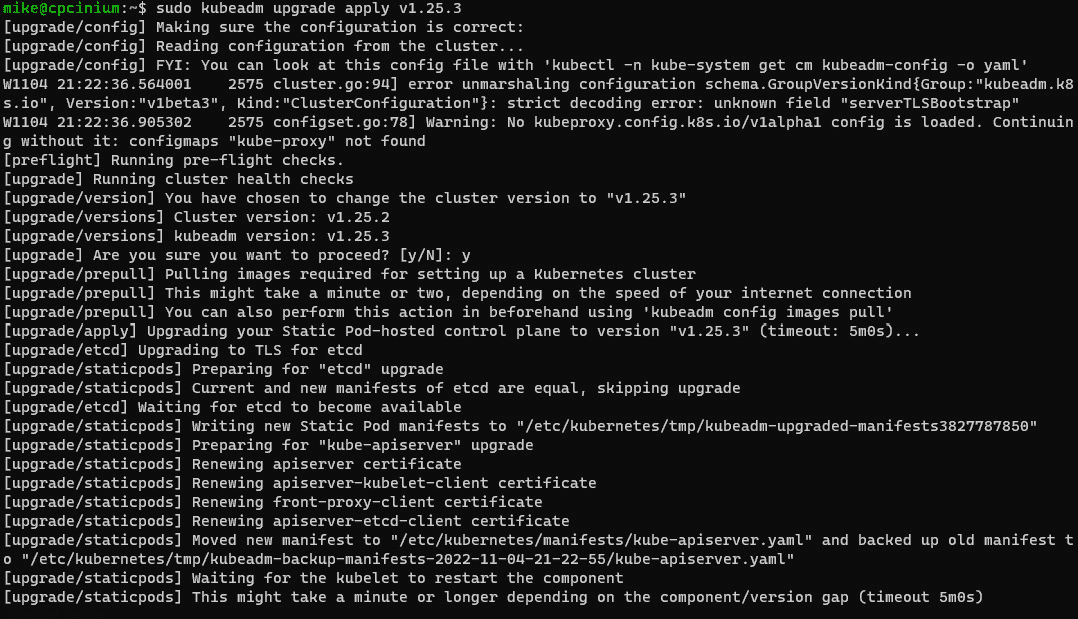 mike@cpcinium:~$ sudo kubeadm upgrade apply v1.25.3
[upgrade/config] Making sure the configuration is correct:
[upgrade/config] Reading configuration from the cluster...
[upgrade/config] FYI: You can look at this config file with 'kubectl -n kube-system get cm kubeadm-config -o yaml'
W1104 21:22:36.564001    2575 cluster.go:94] error unmarshaling configuration schema.GroupVersionKind{Group:"kubeadm.k8
s.io", Version:"v1beta3", Kind:"ClusterConfiguration"}: strict decoding error: unknown field "serverTLSBootstrap"
W1104 21:22:36.905302    2575 configset.go:78] Warning: No kubeproxy.config.k8s.io/v1alpha1 config is loaded. Continuin
g without it: configmaps "kube-proxy" not found
[preflight] Running pre-flight checks.
[upgrade] Running cluster health checks
[upgrade/version] You have chosen to change the cluster version to "v1.25.3"
[upgrade/versions] Cluster version: v1.25.2
[upgrade/versions] kubeadm version: v1.25.3
[upgrade] Are you sure you want to proceed? [y/N]: y
[upgrade/prepull] Pulling images required for setting up a Kubernetes cluster
[upgrade/prepull] This might take a minute or two, depending on the speed of your internet connection
[upgrade/prepull] You can also perform this action in beforehand using 'kubeadm config images pull'
[upgrade/apply] Upgrading your Static Pod-hosted control plane to version "v1.25.3" (timeout: 5m0s)...
[upgrade/etcd] Upgrading to TLS for etcd
[upgrade/staticpods] Preparing for "etcd" upgrade
[upgrade/staticpods] Current and new manifests of etcd are equal, skipping upgrade
[upgrade/etcd] Waiting for etcd to become available
[upgrade/staticpods] Writing new Static Pod manifests to "/etc/kubernetes/tmp/kubeadm-upgraded-manifests3827787850"
[upgrade/staticpods] Preparing for "kube-apiserver" upgrade
[upgrade/staticpods] Renewing apiserver certificate
[upgrade/staticpods] Renewing apiserver-kubelet-client certificate
[upgrade/staticpods] Renewing front-proxy-client certificate
[upgrade/staticpods] Renewing apiserver-etcd-client certificate
[upgrade/staticpods] Moved new manifest to "/etc/kubernetes/manifests/kube-apiserver.yaml" and backed up old manifest t
o "/etc/kubernetes/tmp/kubeadm-backup-manifests-2022-11-04-21-22-55/kube-apiserver.yaml"
[upgrade/staticpods] Waiting for the kubelet to restart the component
[upgrade/staticpods] This might take a minute or longer depending on the component/version gap (timeout 5m0s)